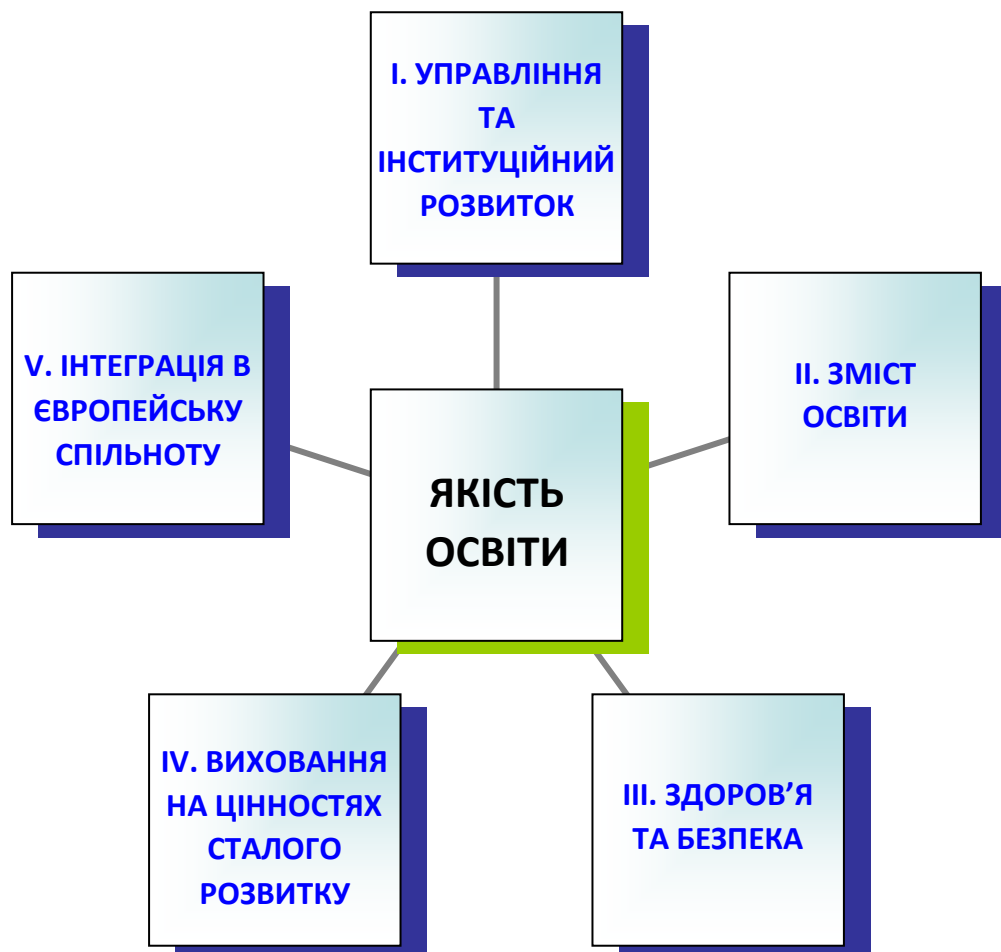 І. УПРАВЛІННЯ
ТА
ІНСТИТУЦІЙНИЙ
РОЗВИТОК
ІІ. ЗМІСТ
ОСВІТИ
ІІІ. ЗДОРОВ’Я
ТА БЕЗПЕКА
IV. ВИХОВАННЯ
НА ЦІННОСТЯХ
СТАЛОГО
РОЗВИТКУ
V. ІНТЕГРАЦІЯ В
ЄВРОПЕЙСЬКУ
СПІЛЬНОТУ
ЯКІСТЬ
ОСВІТИ